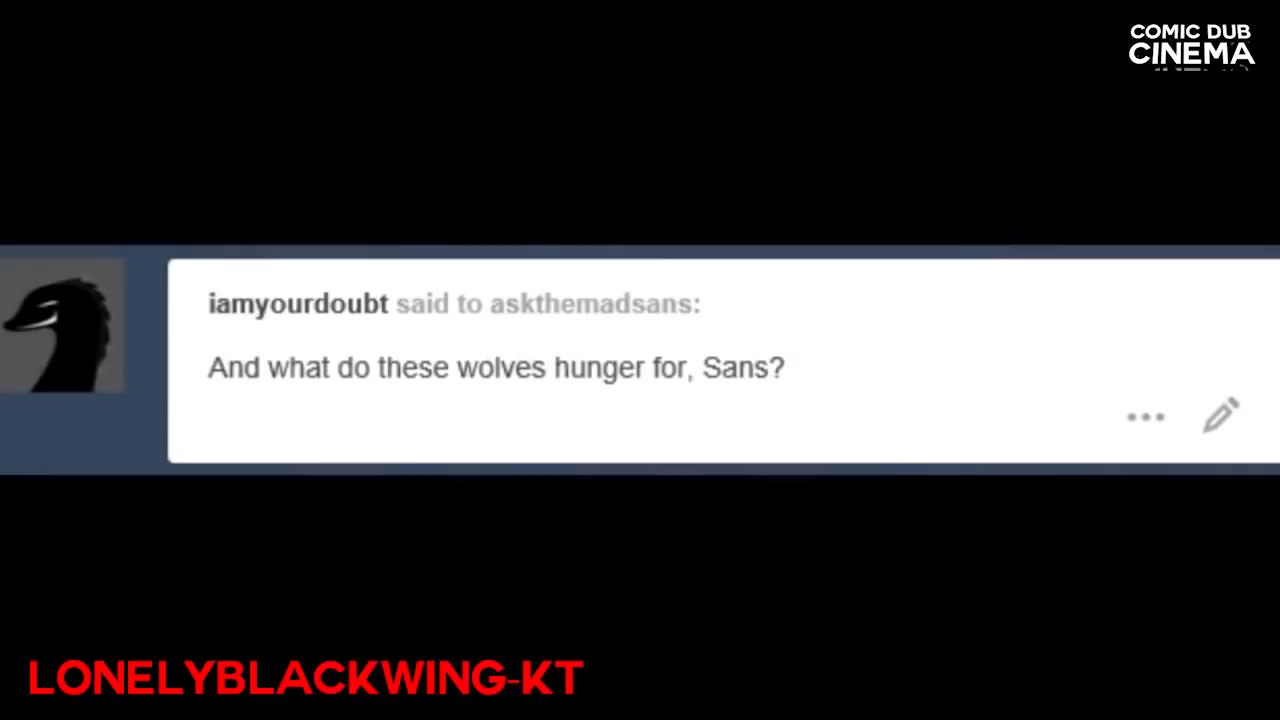 COMIC DUB
CINEMA
iamyourdoubt said to askthemadsans:
And what do these wolves hunger for, Sans?
LONELYBLACKWING-KT